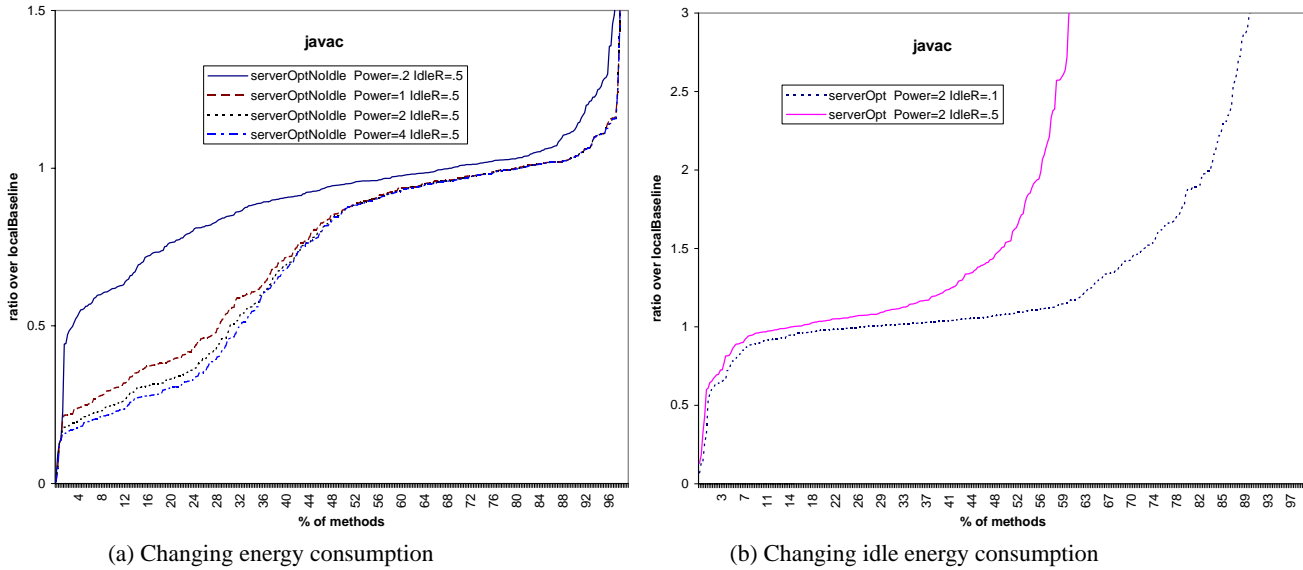 javac
serverOptNoIdle Power=.2 IdleR=.5
serverOptNoIdle Power=1 IdleR=.5
serverOptNoIdle Power=2 IdleR=.5
serverOptNoIdle Power=4 IdleR=.5
ratio over localBaseline
1.5
1
0.5
0
4 8 12 16 20 24 28 32 36 40 44 48 52 56 60 64 68 72 76 80 84 88 92 96
% of methods
(a) Changing energy consumption
javac
serverOpt Power=2 IdleR=.1
serverOpt Power=2 IdleR=.5
ratio over localBaseline
3
2.5
2
1.5
1
0.5
0
3 7 11 14 18 22 26 29 33 37 41 44 48 52 56 59 63 67 70 74 78 82 85 89 93 97
% of methods
(b) Changing idle energy consumption